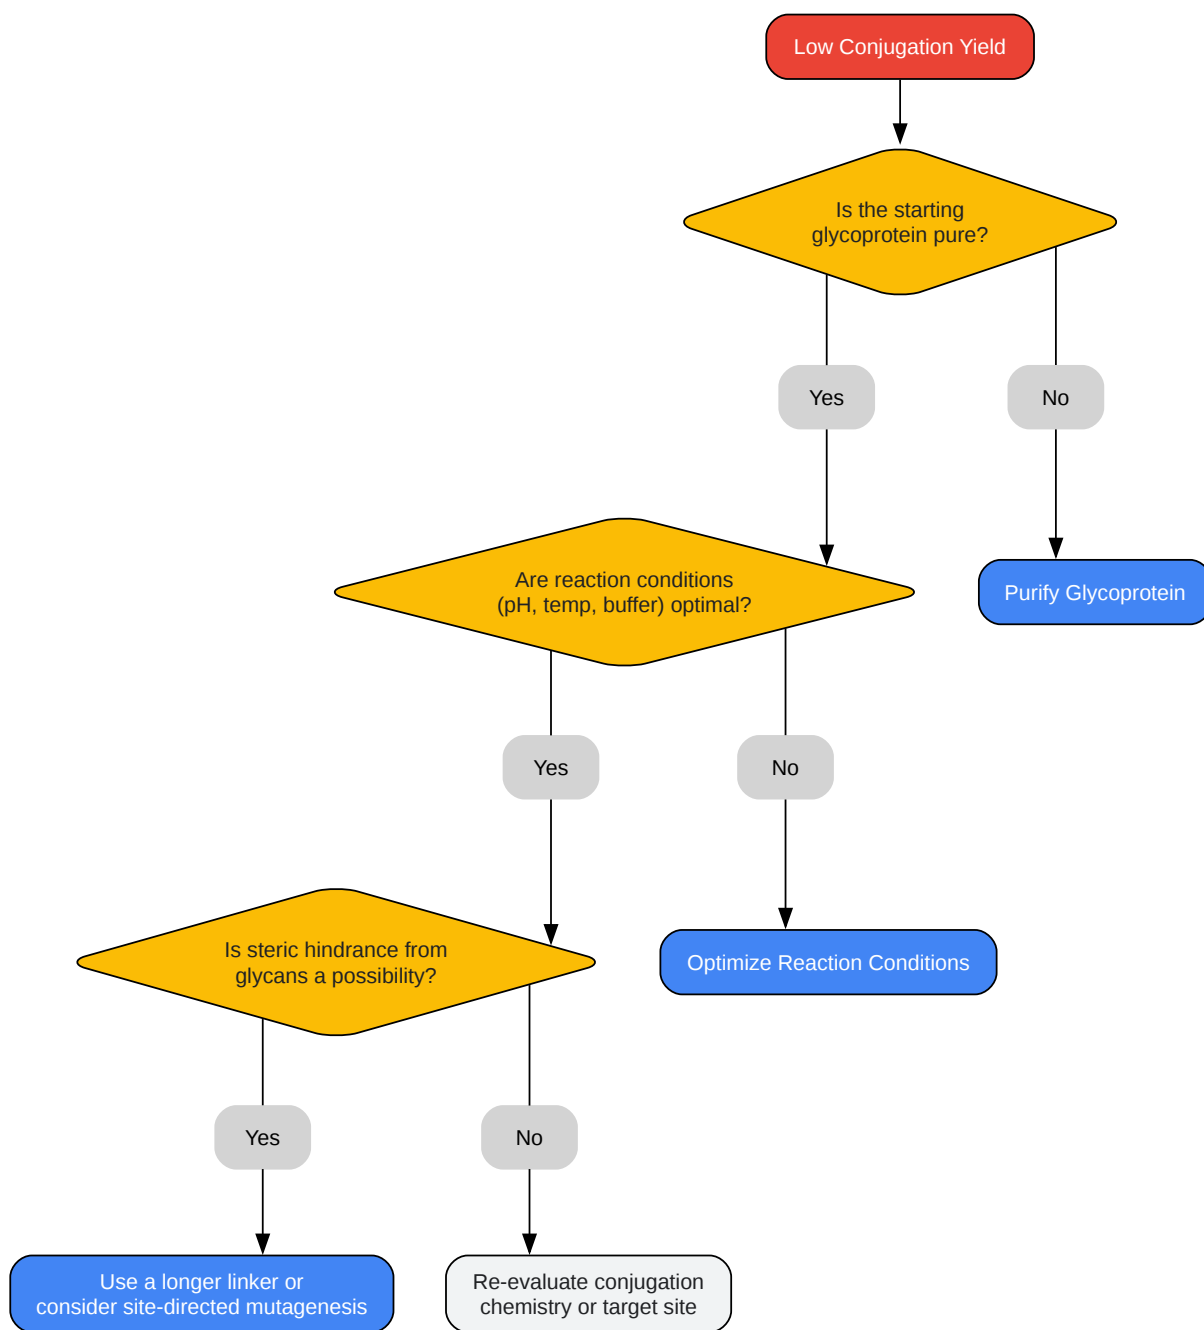 Low Conjugation Yield
Is the starting
glycoprotein pure?
Yes
No
Are reaction conditions
(pH, temp, buffer) optimal?
Purify Glycoprotein
Yes
No
Is steric hindrance from
glycans a possibility?
Optimize Reaction Conditions
Yes
No
Use a longer linker or
consider site-directed mutagenesis
Re-evaluate conjugation
chemistry or target site